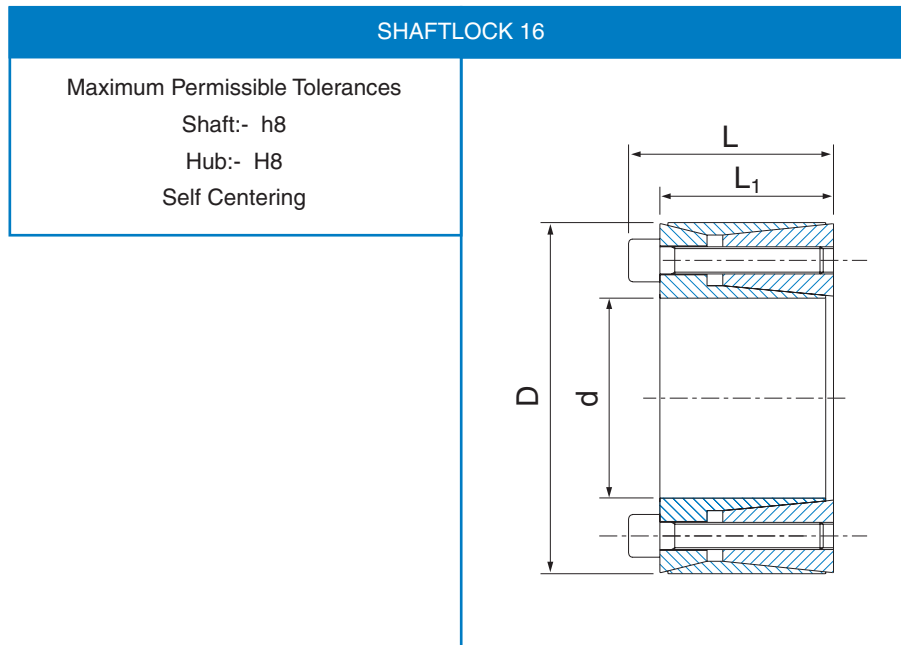 SHAFTLOCK 16
Maximum Permissible Tolerances
Shaft:- h8
Hub:- H8
Self Centering
L
L₁
D
d